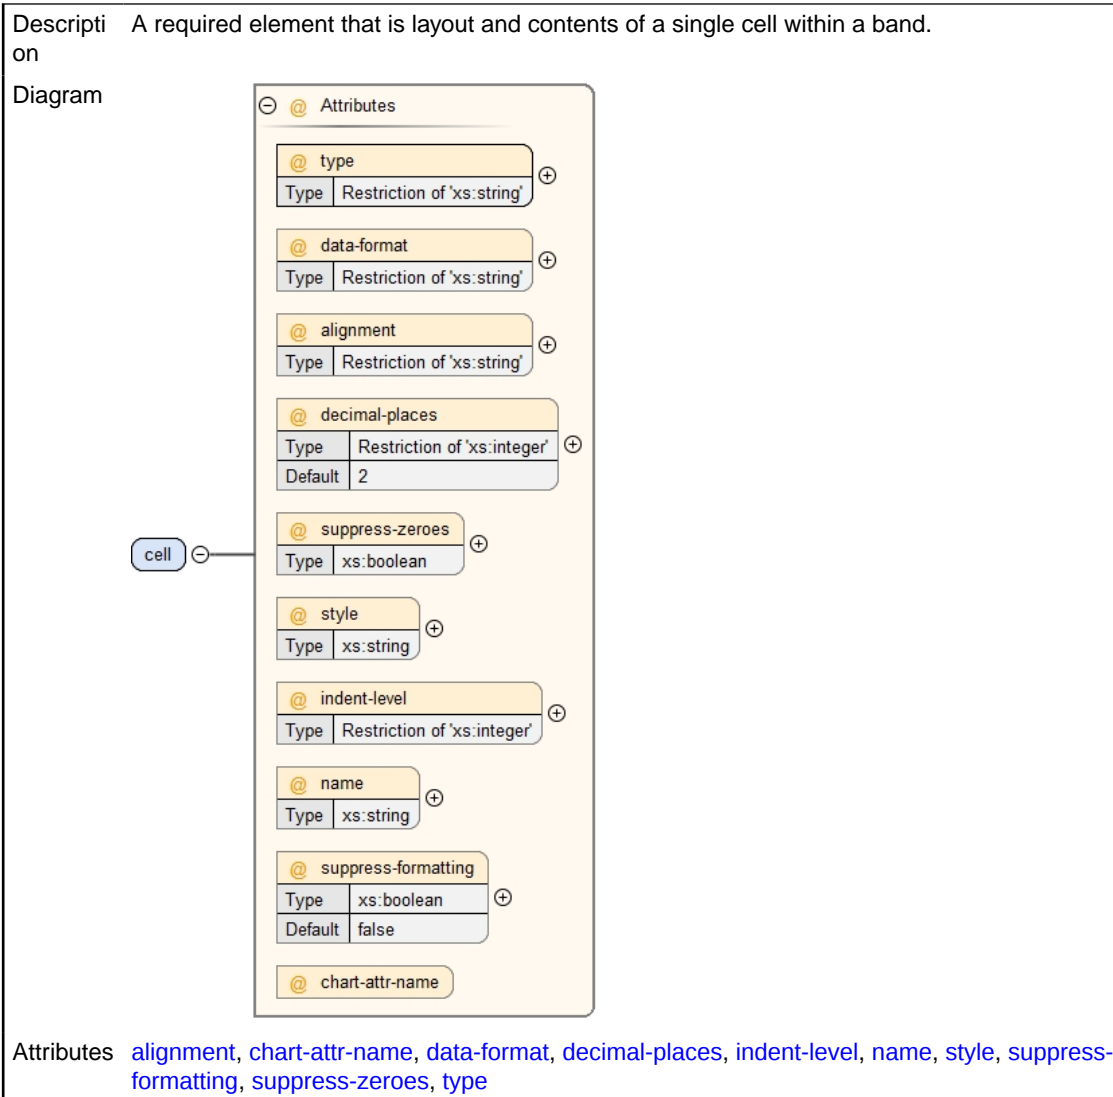 Descripti A required element that is layout and contents of a single cell within a band.
on
Diagram
@ Attributes
@ type
Type Restriction of 'xs:string'
@ data-format
Type Restriction of 'xs:string'
@ alignment
Type Restriction of 'xs:string'
@ decimal-places
Type Restriction of 'xs:integer'
Default 2
@ suppress-zeroes
Type xs:boolean
cell
@ style
Type xs:string
@ indent-level
Type Restriction of 'xs:integer'
@ name
Type xs:string
@ suppress-formatting
Type xs:boolean
Default false
@ chart-attr-name
Attributes alignment, chart-attr-name, data-format, decimal-places, indent-level, name, style, suppress-
formatting, suppress-zeroes, type